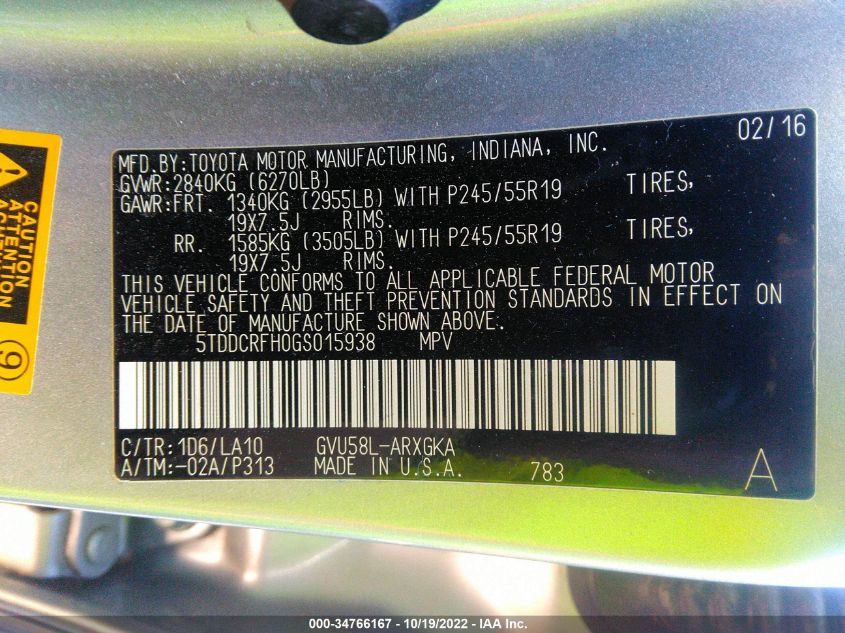 02/16
MFD.BY:TOYOTA MOTOR MANUFACTURING, INDIANA, INC.
GVWR:2840KG (6270LB)
GAWR:FRT. 1340KG (2955LB) WITH P245/55R19 TIRES,
19X7.5J RIMS.
RR. 1585KG (3505LB) WITH P245/55R19 TIRES,
19X7.5J RIMS.
THIS VEHICLE CONFORMS TO ALL APPLICABLE FEDERAL MOTOR
VEHICLE SAFETY AND THEFT PREVENTION STANDARDS IN EFFECT ON
THE DATE OF MANUFACTURE SHOWN ABOVE.
5TDDCRFH0GS015938 MPV
C/TR:1D6/LA10 GVU58L-ARXGKA
A/TM:-02A/P313 MADE IN U.S.A. 783 A
CAUTION
ATTENTION
9
000-34766167 - 10/19/2022 - IAA Inc.